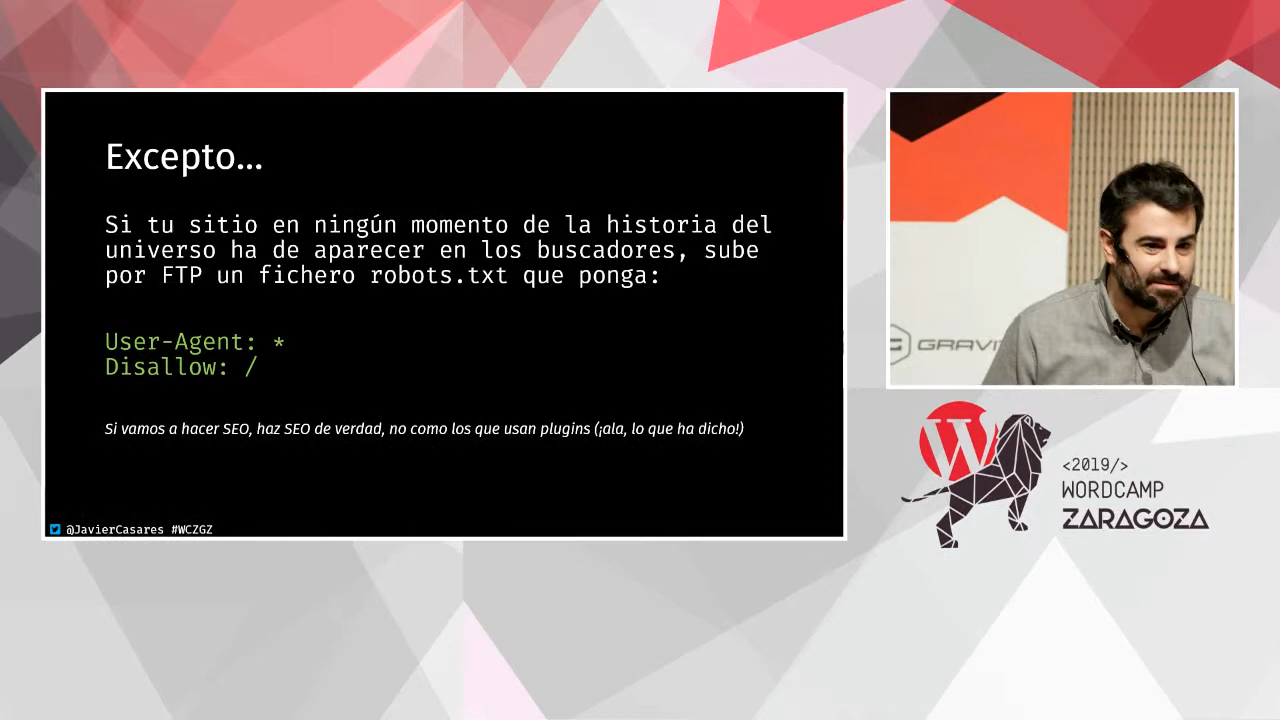 Excepto...
Si tu sitio en ningún momento de la historia del
universo ha de aparecer en los buscadores, sube
por FTP un fichero robots.txt que ponga:
User-Agent: *
Disallow: /
Si vamos a hacer SEO, haz SEO de verdad, no como los que usan plugins (¡ala, lo que ha dicho!)
@JavierCasares #WCZGZ
GRAVI
<2019/>
WORDCAMP
ZARAGOZA